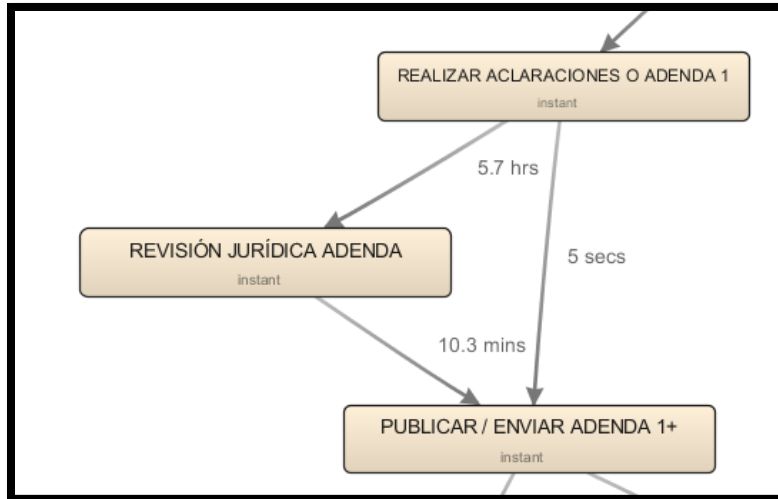 REALIZAR ACLARACIONES O ADENDA 1
instant
5.7 hrs
REVISIÓN JURÍDICA ADENDA
instant
5 secs
10.3 mins
PUBLICAR / ENVIAR ADENDA 1+
instant